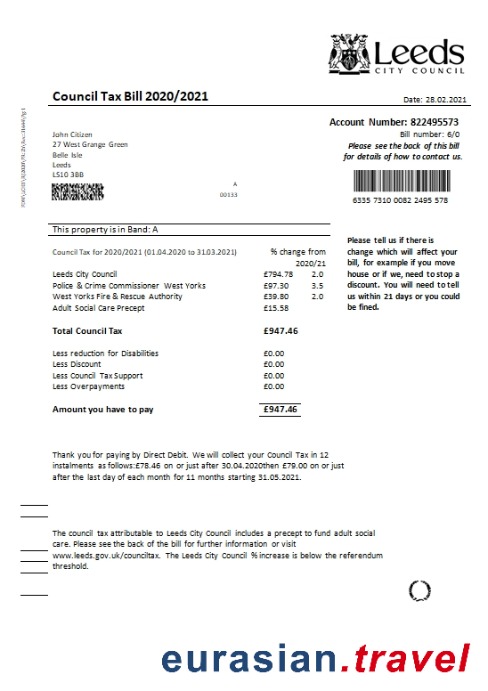 Leeds
CITY COUNCIL
Council Tax Bill 2020/2021
Date: 28.02.2021
Account Number: 822495573
Bill number: 6/0
Please see the back of this bill
for details of how to contact us.
John Citizen
27 West Grange Green
Belle Isle
Leeds
LS10 3BB
A
00133
6335 7310 0082 2495 578
This property is in Band: A
Council Tax for 2020/2021 (01.04.2020 to 31.03.2021) % change from
2020/21
Leeds City Council £794.78 2.0
Police & Crime Commissioner West Yorks £97.30 3.5
West Yorks Fire & Rescue Authority £39.80 2.0
Adult Social Care Precept £15.58
Total Council Tax £947.46
Less reduction for Disabilities £0.00
Less Discount £0.00
Less Council Tax Support £0.00
Less Overpayments £0.00
Amount you have to pay £947.46
Please tell us if there is
change which will affect your
bill, for example if you move
house or if we, need to stop a
discount. You will need to tell
us within 21 days or you could
be fined.
Thank you for paying by Direct Debit. We will collect your Council Tax in 12
instalments as follows:£78.46 on or just after 30.04.2020then £79.00 on or just
after the last day of each month for 11 months starting 31.05.2021.
The council tax attributable to Leeds City Council includes a precept to fund adult social
care. Please see the back of the bill for further information or visit
www.leeds.gov.uk/counciltax. The Leeds City Council % increase is below the referendum
threshold.
eurasian.travel